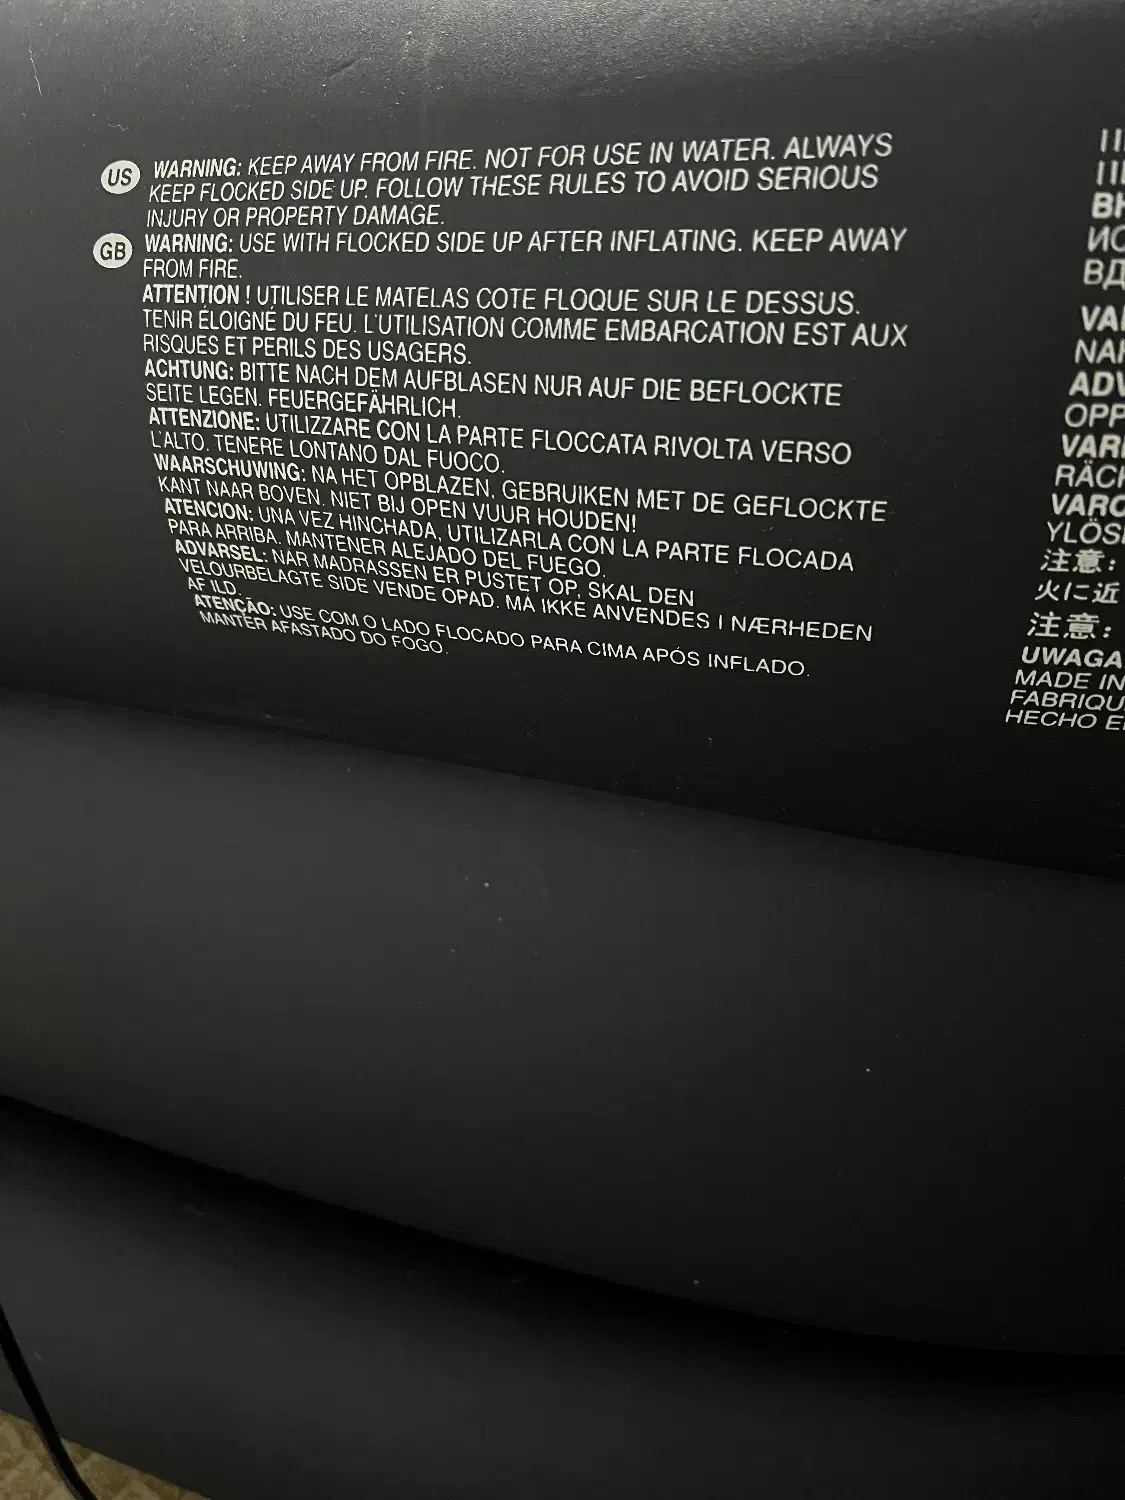 US WARNING: KEEP AWAY FROM FIRE. NOT FOR USE IN WATER. ALWAYS
KEEP FLOCKED SIDE UP. FOLLOW THESE RULES TO AVOID SERIOUS
INJURY OR PROPERTY DAMAGE.
GB WARNING: USE WITH FLOCKED SIDE UP AFTER INFLATING. KEEP AWAY
FROM FIRE.
ATTENTION ! UTILISER LE MATELAS COTE FLOQUE SUR LE DESSUS.
TENIR ÉLOIGNÉ DU FEU. L'UTILISATION COMME EMBARCATION EST AUX
RISQUES ET PERILS DES USAGERS.
ACHTUNG: BITTE NACH DEM AUFBLASEN NUR AUF DIE BEFLOCKTE
SEITE LEGEN. FEUERGEFÄHRLICH.
ATTENZIONE: UTILIZZARE CON LA PARTE FLOCCATA RIVOLTA VERSO
L'ALTO. TENERE LONTANO DAL FUOCO.
WAARSCHUWING: NA HET OPBLAZEN, GEBRUIKEN MET DE GEFLOCKTE
KANT NAAR BOVEN. NIET BIJ OPEN VUUR HOUDEN!
ATENCION: UNA VEZ HINCHADA, UTILIZARLA CON LA PARTE FLOCADA
PARA ARRIBA. MANTENER ALEJADO DEL FUEGO.
ADVARSEL: NÅR MADRASSEN ER PUSTET OP, SKAL DEN
VELOURBELAGTE SIDE VENDE OPAD. MÅ IKKE ANVENDES I NÆRHEDEN
AF ILD.
ATENÇÃO: USE COM O LADO FLOCADO PARA CIMA APÓS INFLADO.
MANTER AFASTADO DO FOGO.
注意:
火に近
注意:
UWAGA
MADE IN